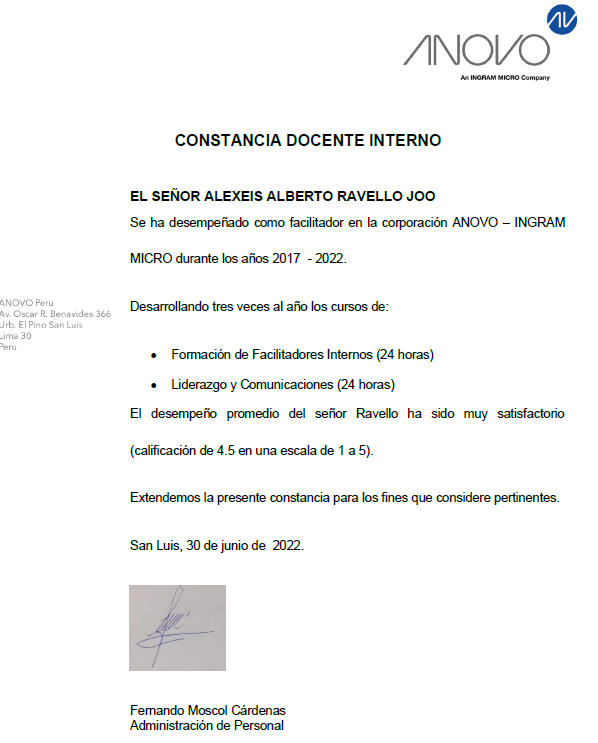 ANOVO
An INGRAM MICRO Company
CONSTANCIA DOCENTE INTERNO
EL SEÑOR ALEXEIS ALBERTO RAVELLO JOO
Se ha desempeñado como facilitador en la corporación ANOVO – INGRAM
MICRO durante los años 2017 - 2022.
ANOVO Peru
Av. Oscar R. Benavides 366
Urb. El Pino San Luis
Lima 30
Peru
Desarrollando tres veces al año los cursos de:
• Formación de Facilitadores Internos (24 horas)
• Liderazgo y Comunicaciones (24 horas)
El desempeño promedio del señor Ravello ha sido muy satisfactorio
(calificación de 4.5 en una escala de 1 a 5).
Extendemos la presente constancia para los fines que considere pertinentes.
San Luis, 30 de junio de 2022.
Fernando Moscol Cárdenas
Administración de Personal